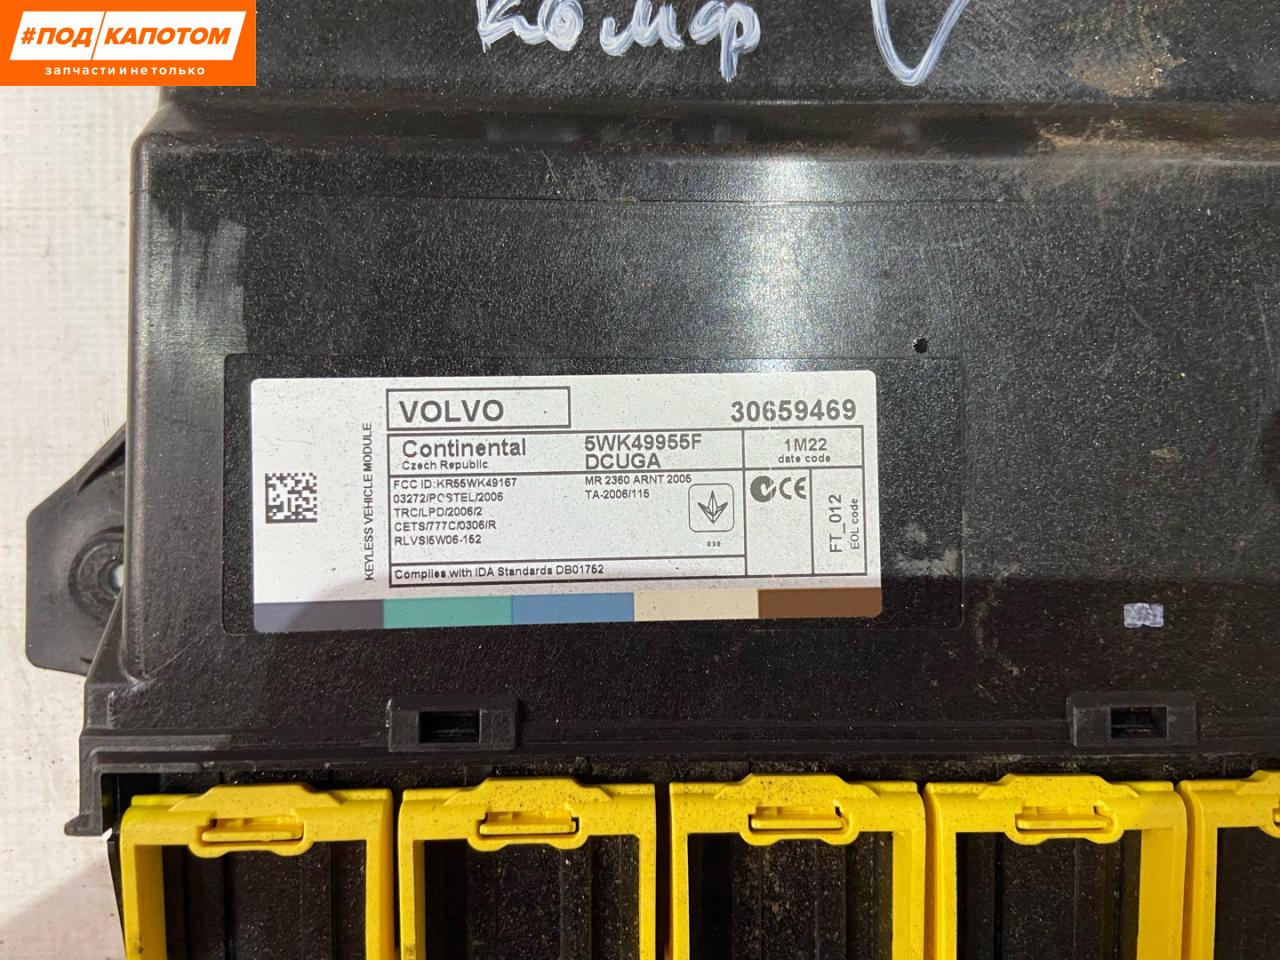 #ПОД КАПОТОМ
запчасти и не только
комф
VOLVO
30659469
KEYLESS VEHICLE MODULE
Continental
Czech Republic
5WK49955F
DCUGA
1M22
date code
FCC ID:KR55WK49167
03272/POSTEL/2006
TRC/LPD/2006/2
CETS/777C/0306/R
RLVSI5W06-152
MR 2360 ARNT 2005
TA-2006/115
030
CE
FT_012
EOL code
Complies with IDA Standards DB01752